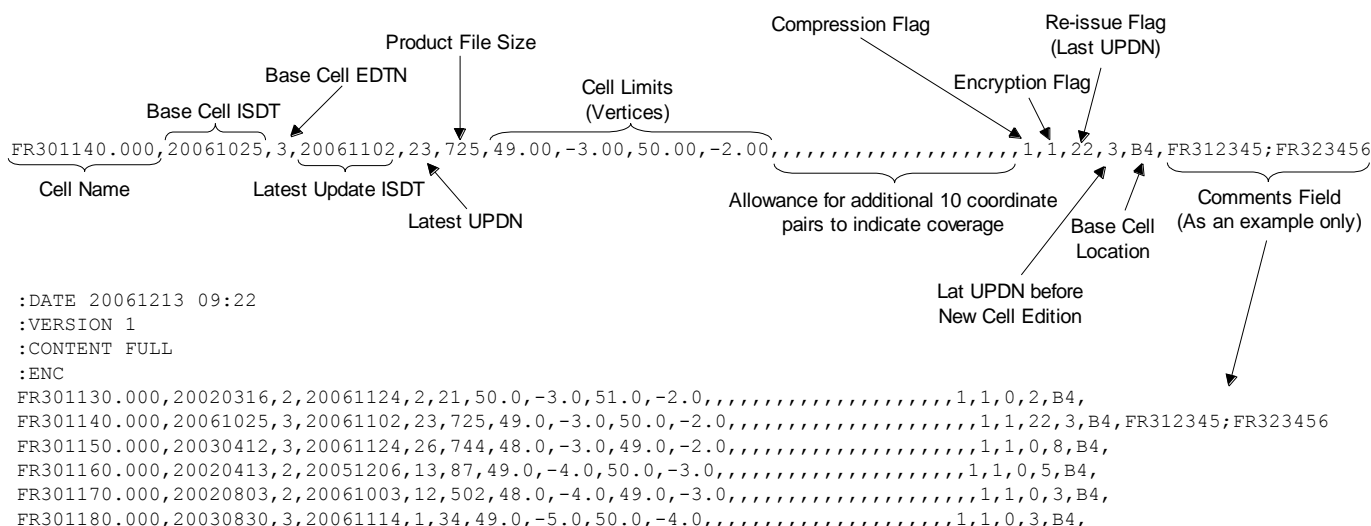 Compression Flag
Re-issue Flag
(Last UPDN)
Product File Size
Base Cell EDTN
Encryption Flag
Cell Limits
(Vertices)
Base Cell ISDT
FR301140.000,20061025,3,20061102,23,725,49.00,-3.00,50.00,-2.00,,,,,,,,,,,,,,,,,,,,,1,1,22,3,B4,FR312345;FR323456
Cell Name
Latest Update ISDT
Latest UPDN
Allowance for additional 10 coordinate
pairs to indicate coverage
Base Cell
Location
Comments Field
(As an example only)
Lat UPDN before
New Cell Edition
:DATE 20061213 09:22
:VERSION 1
:CONTENT FULL
:ENC
FR301130.000,20020316,2,20061124,2,21,50.0,-3.0,51.0,-2.0,,,,,,,,,,,,,,,,,,,,,1,1,0,2,B4,
FR301140.000,20061025,3,20061102,23,725,49.0,-3.0,50.0,-2.0,,,,,,,,,,,,,,,,,,,,,1,1,22,3,B4,FR312345;FR323456
FR301150.000,20030412,3,20061124,26,744,48.0,-3.0,49.0,-2.0,,,,,,,,,,,,,,,,,,,,,1,1,0,8,B4,
FR301160.000,20020413,2,20051206,13,87,49.0,-4.0,50.0,-3.0,,,,,,,,,,,,,,,,,,,,,1,1,0,5,B4,
FR301170.000,20020803,2,20061003,12,502,48.0,-4.0,49.0,-3.0,,,,,,,,,,,,,,,,,,,,,1,1,0,3,B4,
FR301180.000,20030830,3,20061114,1,34,49.0,-5.0,50.0,-4.0,,,,,,,,,,,,,,,,,,,,,1,1,0,3,B4,